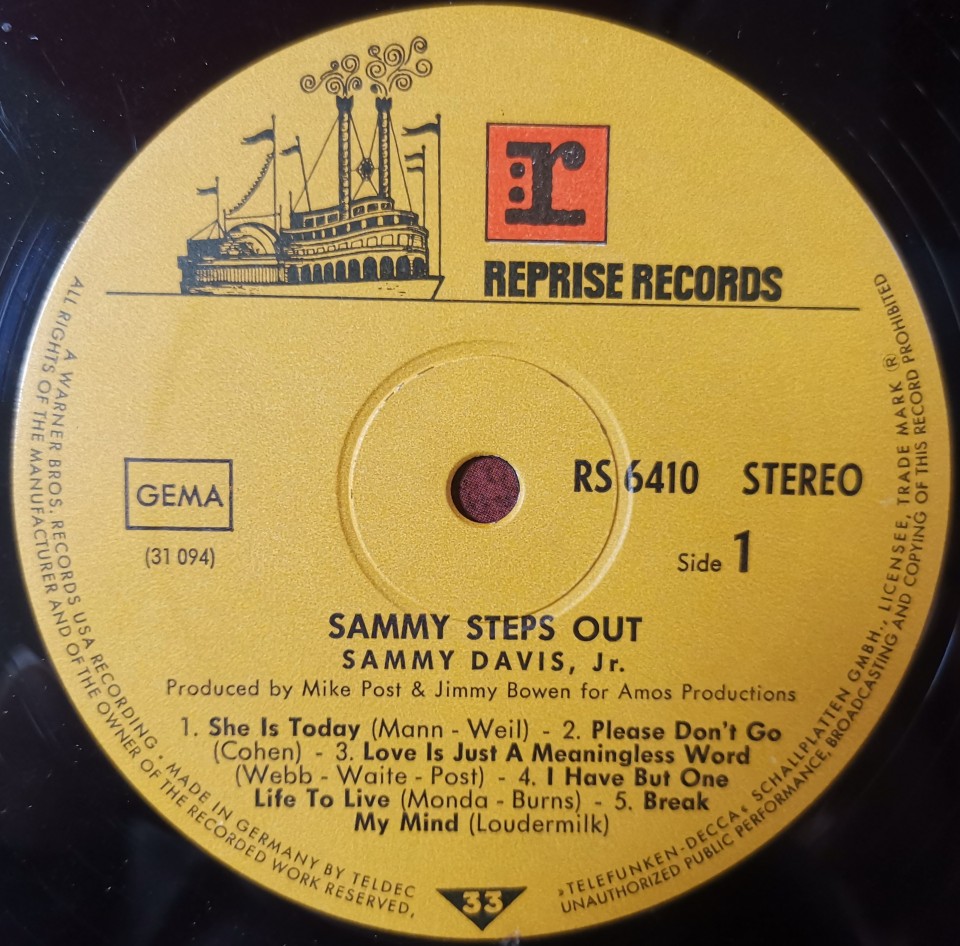 r
REPRISE RECORDS
GEMA
(31 094)
RS 6410 STEREO
Side 1
SAMMY STEPS OUT
SAMMY DAVIS, Jr.
Produced by Mike Post & Jimmy Bowen for Amos Productions
1. She Is Today (Mann - Weil) - 2. Please Don't Go
(Cohen) - 3. Love Is Just A Meaningless Word
(Webb - Waite - Post) - 4. I Have But One
Life To Live (Monda - Burns) - 5. Break
My Mind (Loudermilk)
33
A WARNER BROS. RECORDS USA RECORDING · MADE IN GERMANY BY TELDEC »TELEFUNKEN-DECCA« SCHALLPLATTEN GMBH., LICENSEE, TRADE MARK ®
ALL RIGHTS OF THE MANUFACTURER AND OF THE OWNER OF THE RECORDED WORK RESERVED, UNAUTHORIZED PUBLIC PERFORMANCE, BROADCASTING AND COPYING OF THIS RECORD PROHIBITED